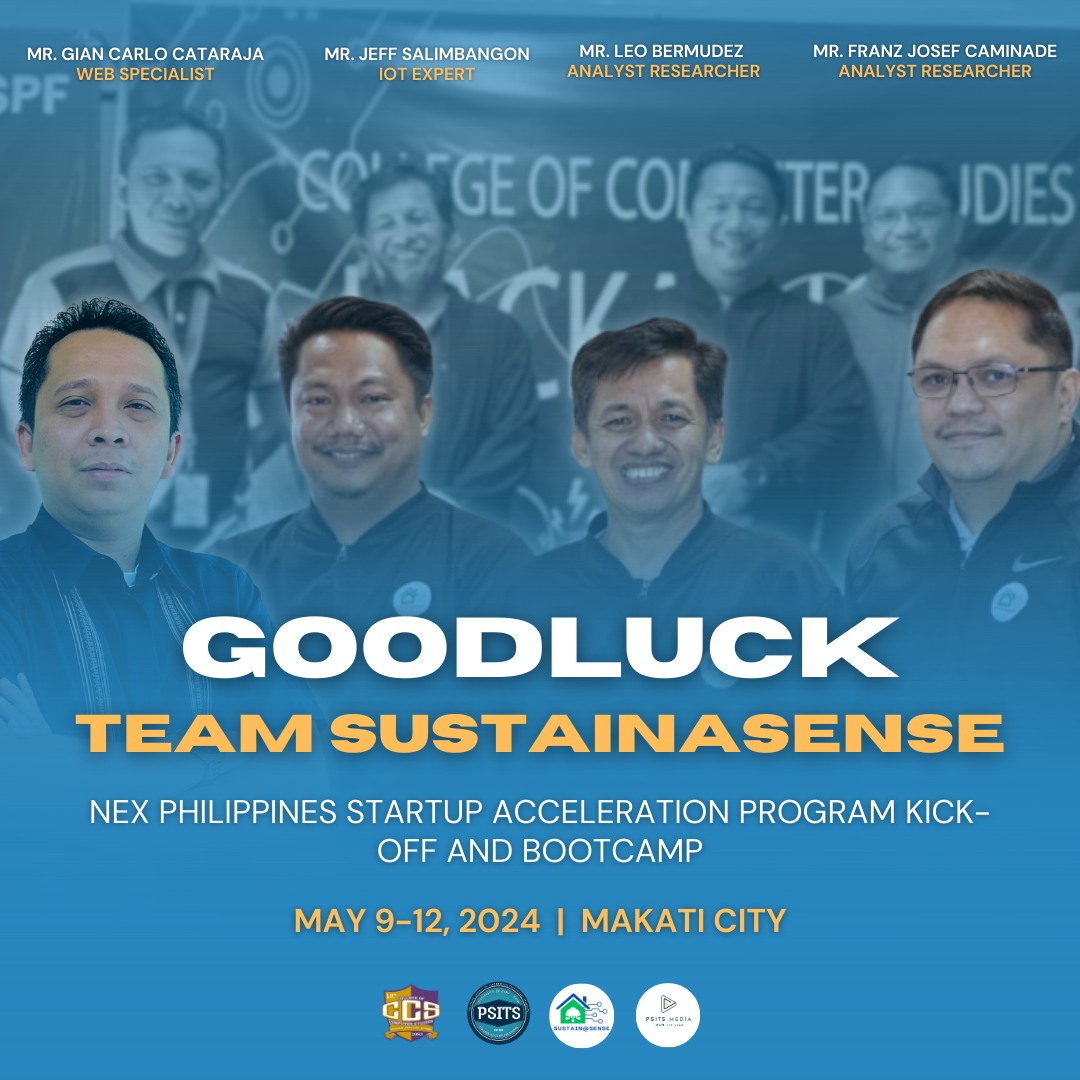 MR. GIAN CARLO CATARAJA
WEB SPECIALIST
MR. JEFF SALIMBANGON
IOT EXPERT
MR. LEO BERMUDEZ
ANALYST RESEARCHER
MR. FRANZ JOSEF CAMINADE
ANALYST RESEARCHER
SPF
COLLEGE OF COMPUTER STUDIES
GOODLUCK
TEAM SUSTAINASENSE
NEX PHILIPPINES STARTUP ACCELERATION PROGRAM KICK-
OFF AND BOOTCAMP
MAY 9-12, 2024 | MAKATI CITY
CCS
PSITS
SUSTAIN@SENSE
PSITS MEDIA